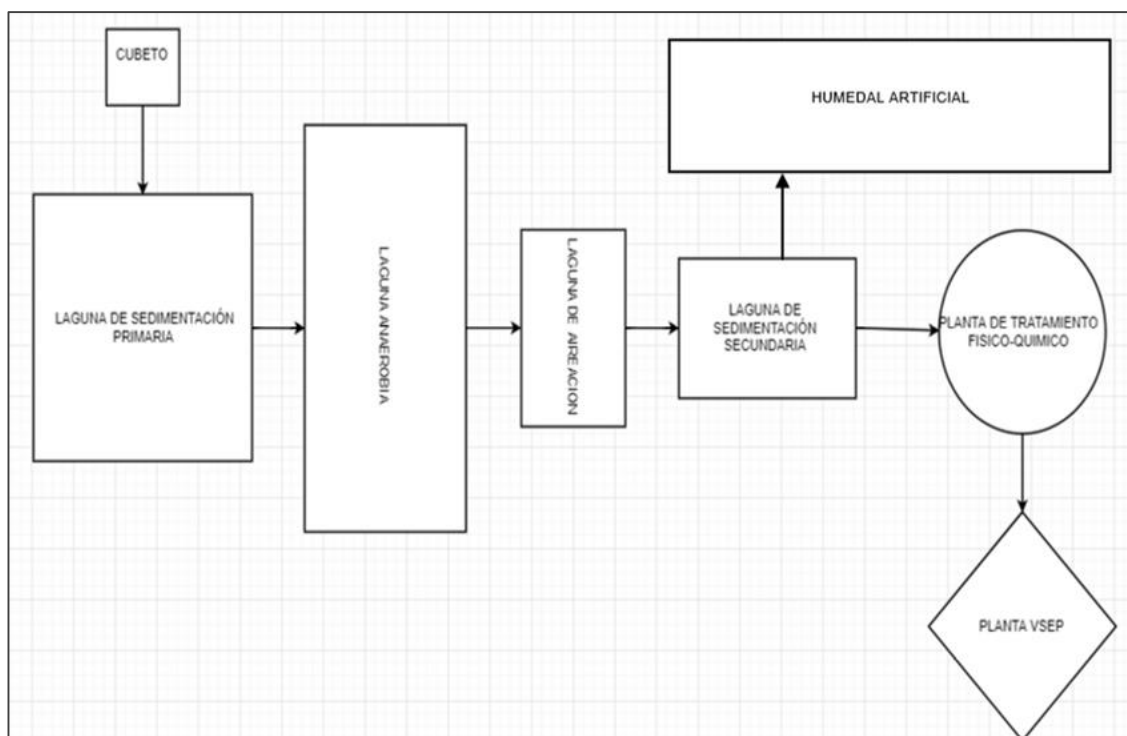 CUBETO
HUMEDAL ARTIFICIAL
LAGUNA DE SEDIMENTACIÓN
PRIMARIA
LAGUNA ANAEROBIA
LAGUNA DE AIREACION
LAGUNA DE
SEDIMENTACIÓN
SECUNDARIA
PLANTA DE TRATAMIENTO
FISICO-QUIMICO
PLANTA VSEP